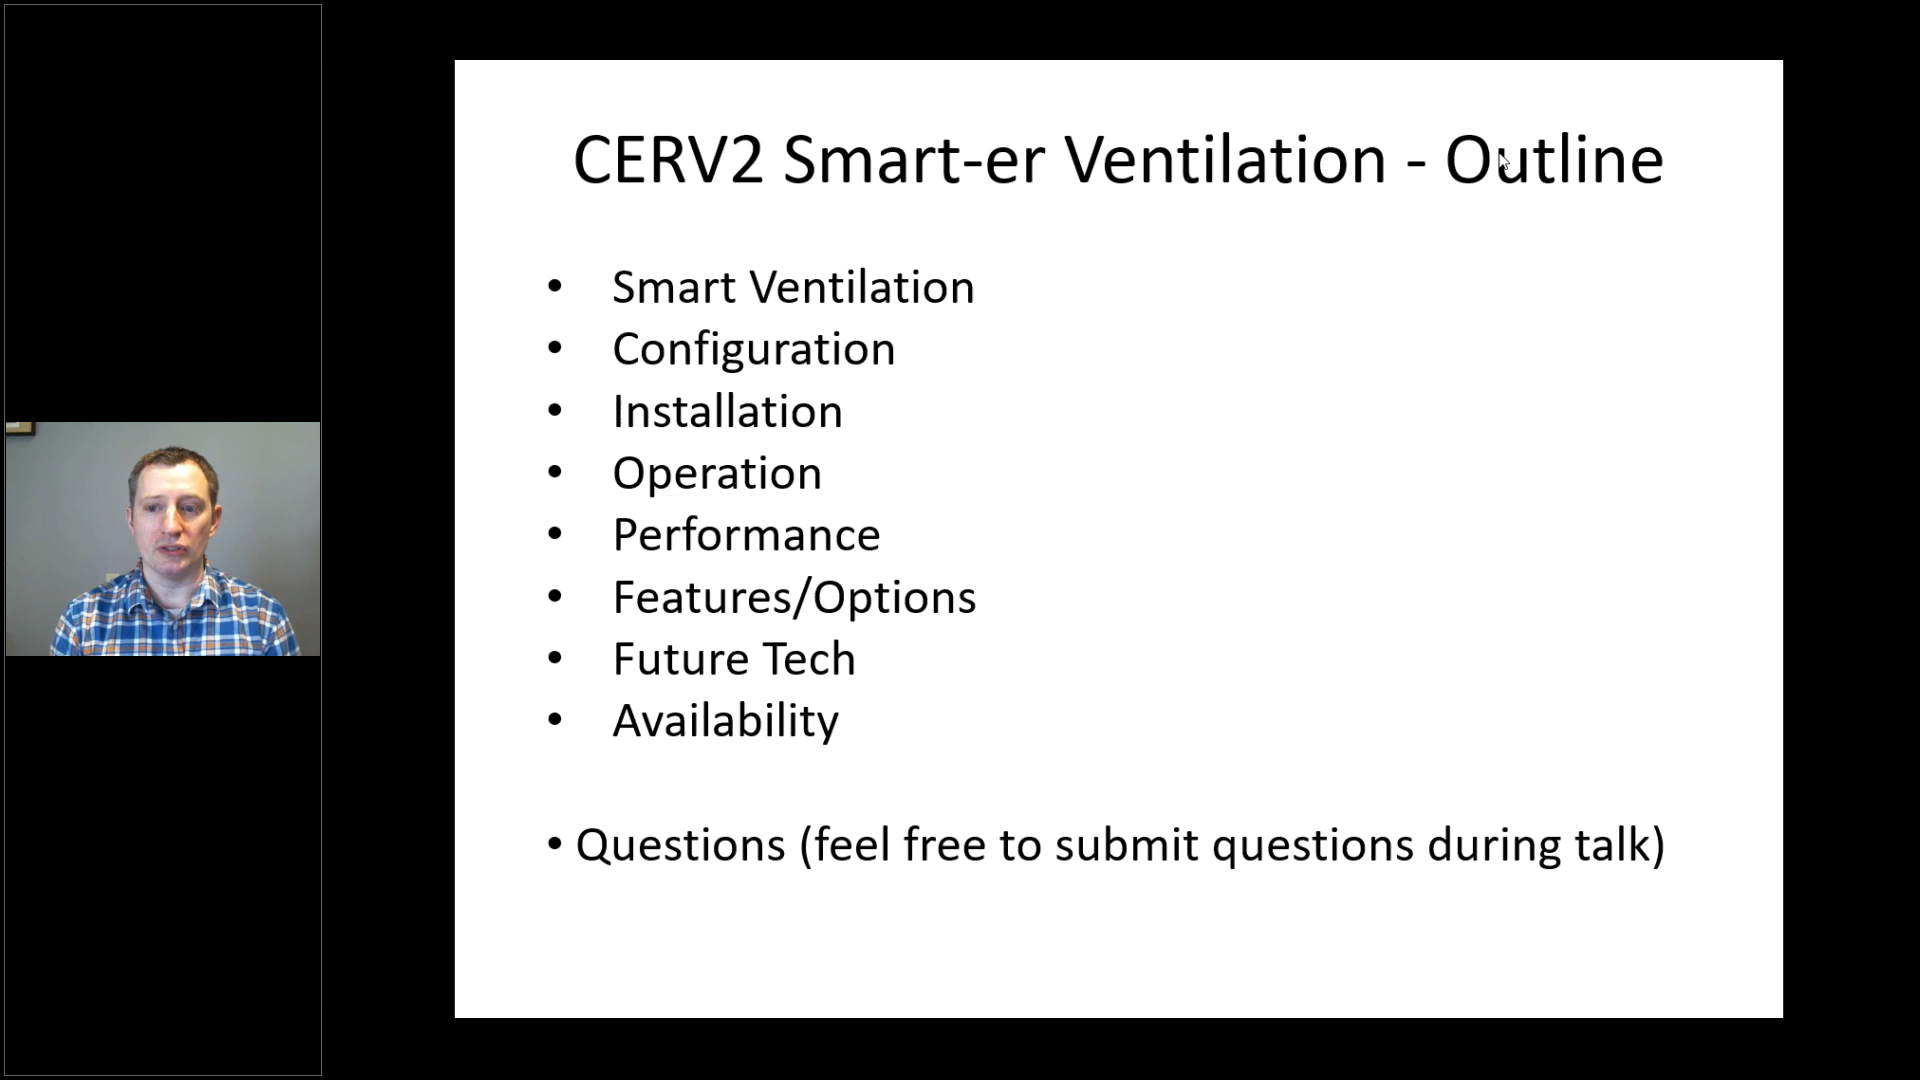 CERV2 Smart-er Ventilation - Outline
• Smart Ventilation
• Configuration
• Installation
• Operation
• Performance
• Features/Options
• Future Tech
• Availability
• Questions (feel free to submit questions during talk)